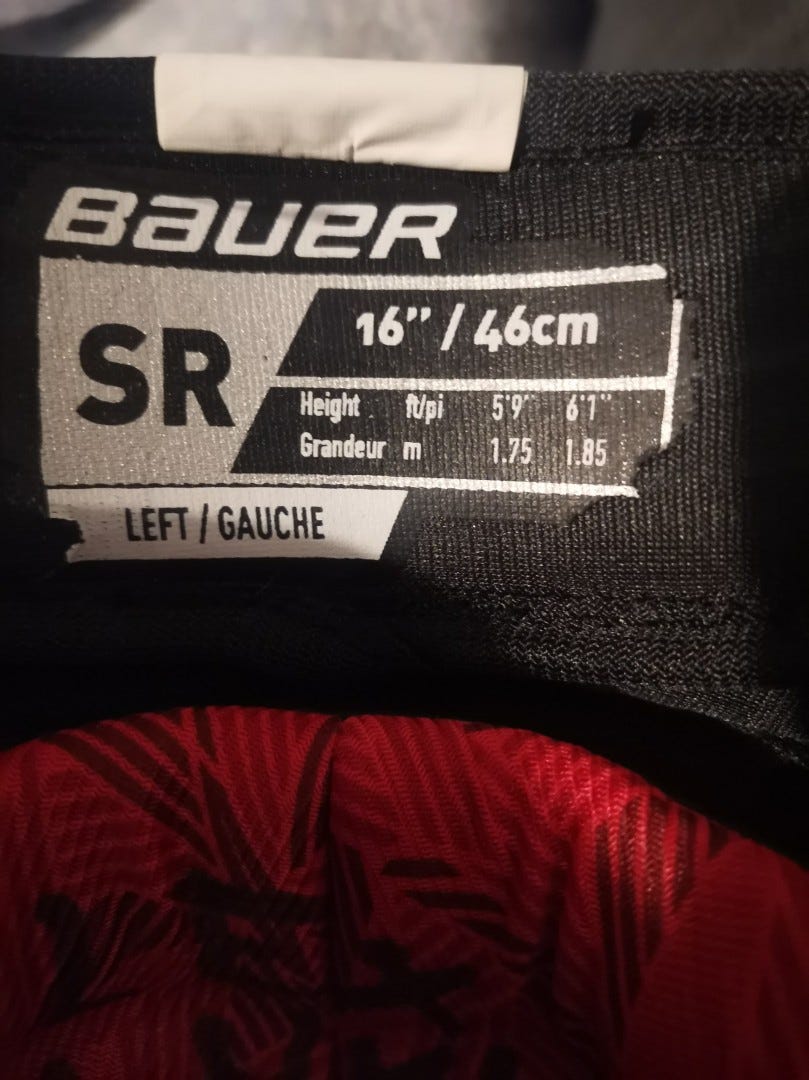 BAUER
SR
16” / 46cm
Height ft/pi 5'9" 6'1"
Grandeur m 1.75 1.85
LEFT / GAUCHE